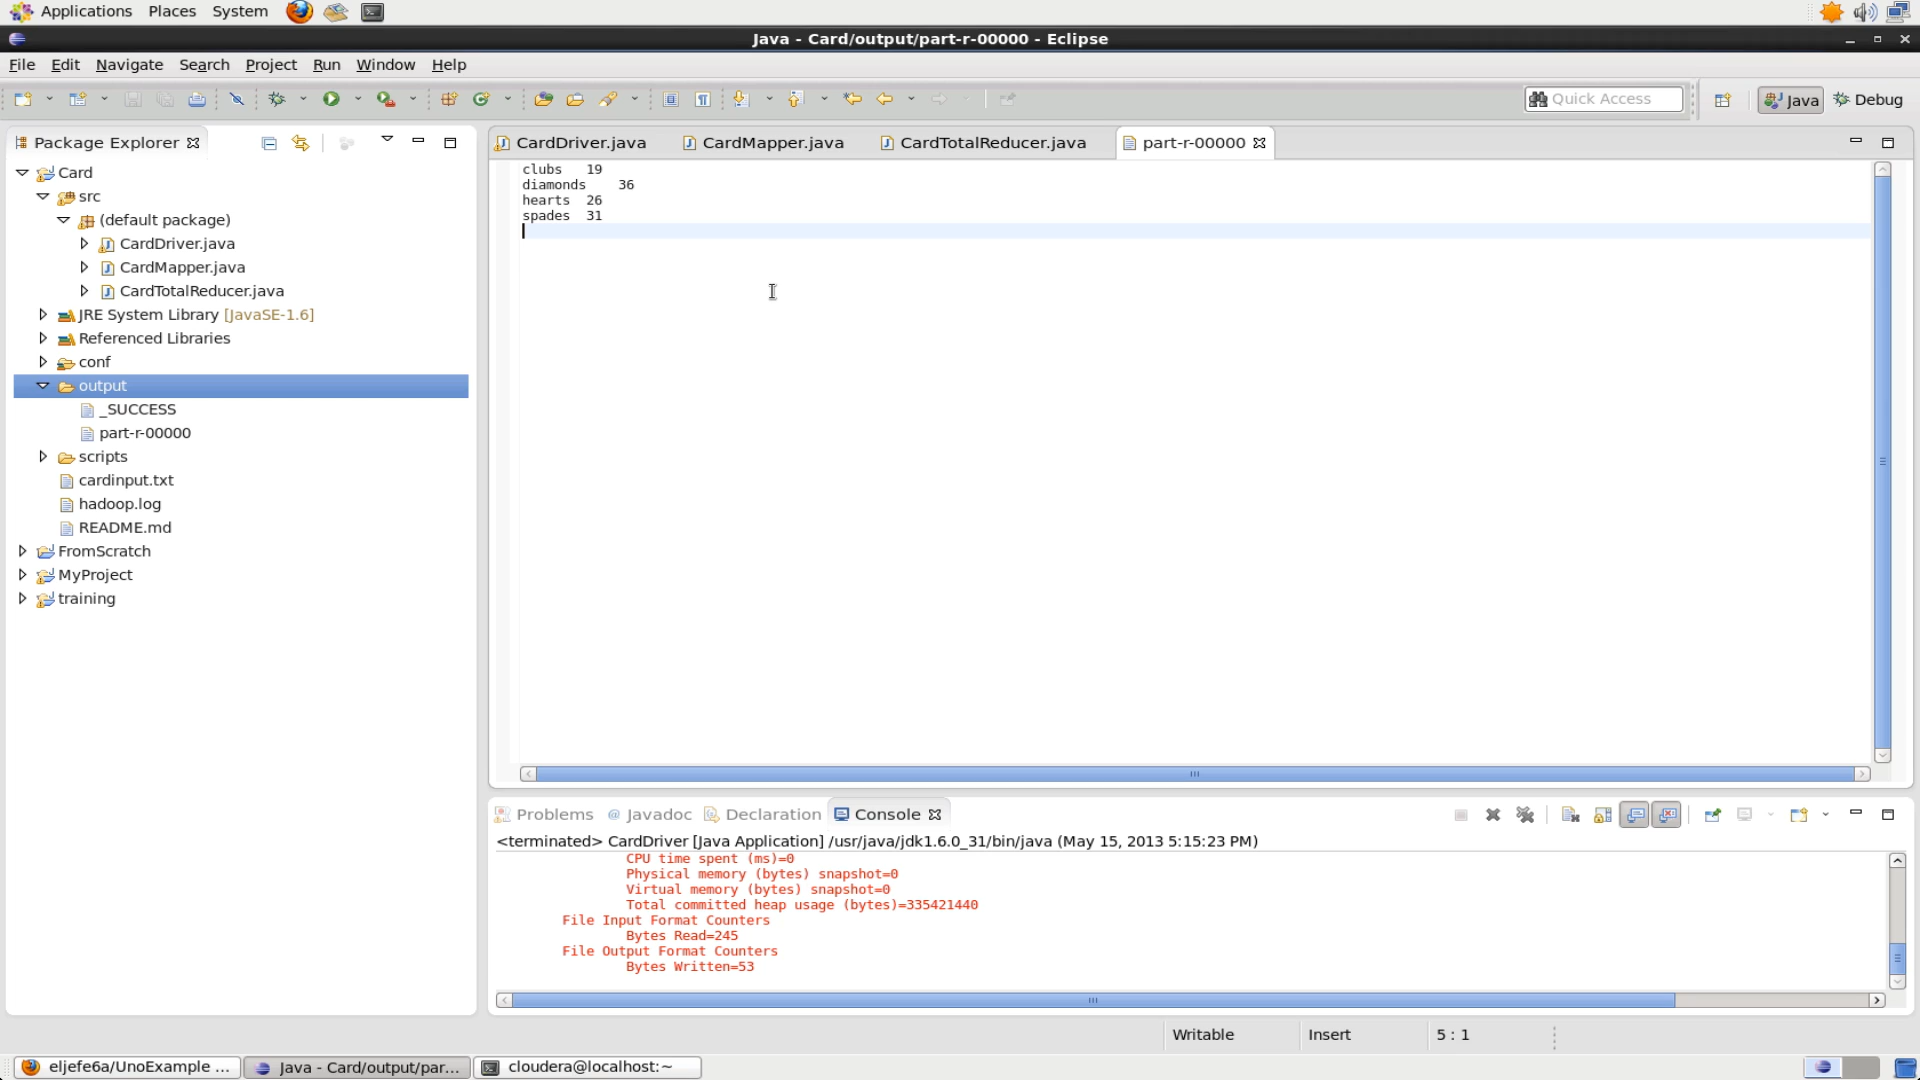 Applications Places System
Java - Card/output/part-r-00000 - Eclipse
File Edit Navigate Search Project Run Window Help
Quick Access
Java
Debug
Package Explorer
Card
src
(default package)
CardDriver.java
CardMapper.java
CardTotalReducer.java
JRE System Library [JavaSE-1.6]
Referenced Libraries
conf
output
_SUCCESS
part-r-00000
scripts
cardinput.txt
hadoop.log
README.md
FromScratch
MyProject
training
CardDriver.java CardMapper.java CardTotalReducer.java part-r-00000
clubs 19
diamonds 36
hearts 26
spades 31
Problems @ Javadoc Declaration Console
<terminated> CardDriver [Java Application] /usr/java/jdk1.6.0_31/bin/java (May 15, 2013 5:15:23 PM)
CPU time spent (ms)=0
Physical memory (bytes) snapshot=0
Virtual memory (bytes) snapshot=0
Total committed heap usage (bytes)=335421440
File Input Format Counters
Bytes Read=245
File Output Format Counters
Bytes Written=53
Writable Insert 5 : 1
eljefe6a/UnoExample ... Java - Card/output/par... cloudera@localhost:~